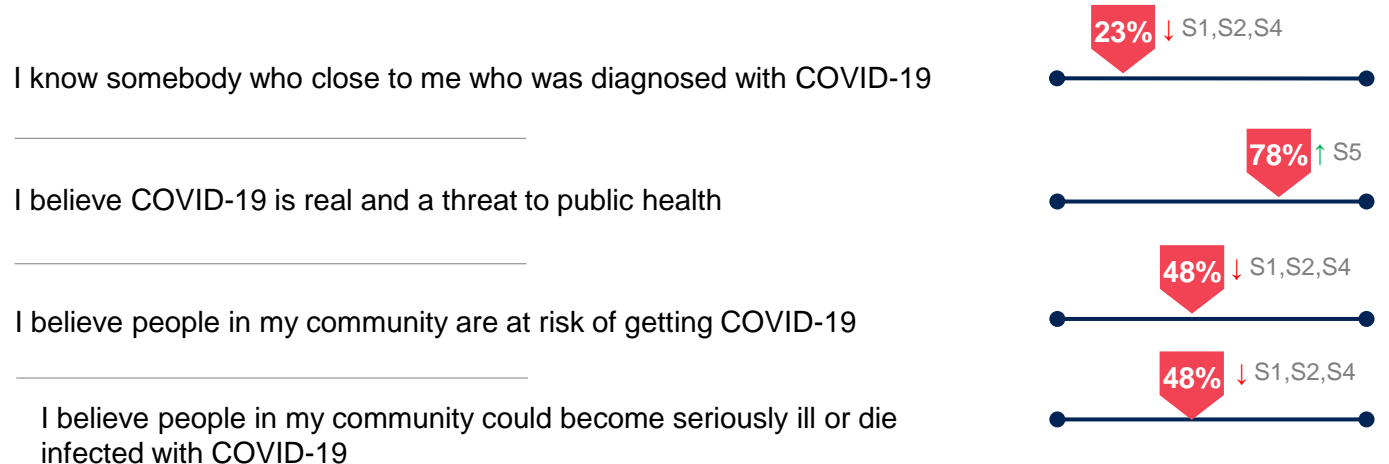 23% ↓ S1,S2,S4
I know somebody who close to me who was diagnosed with COVID-19
78% ↑ S5
I believe COVID-19 is real and a threat to public health
48% ↓ S1,S2,S4
I believe people in my community are at risk of getting COVID-19
48% ↓ S1,S2,S4
I believe people in my community could become seriously ill or die
infected with COVID-19